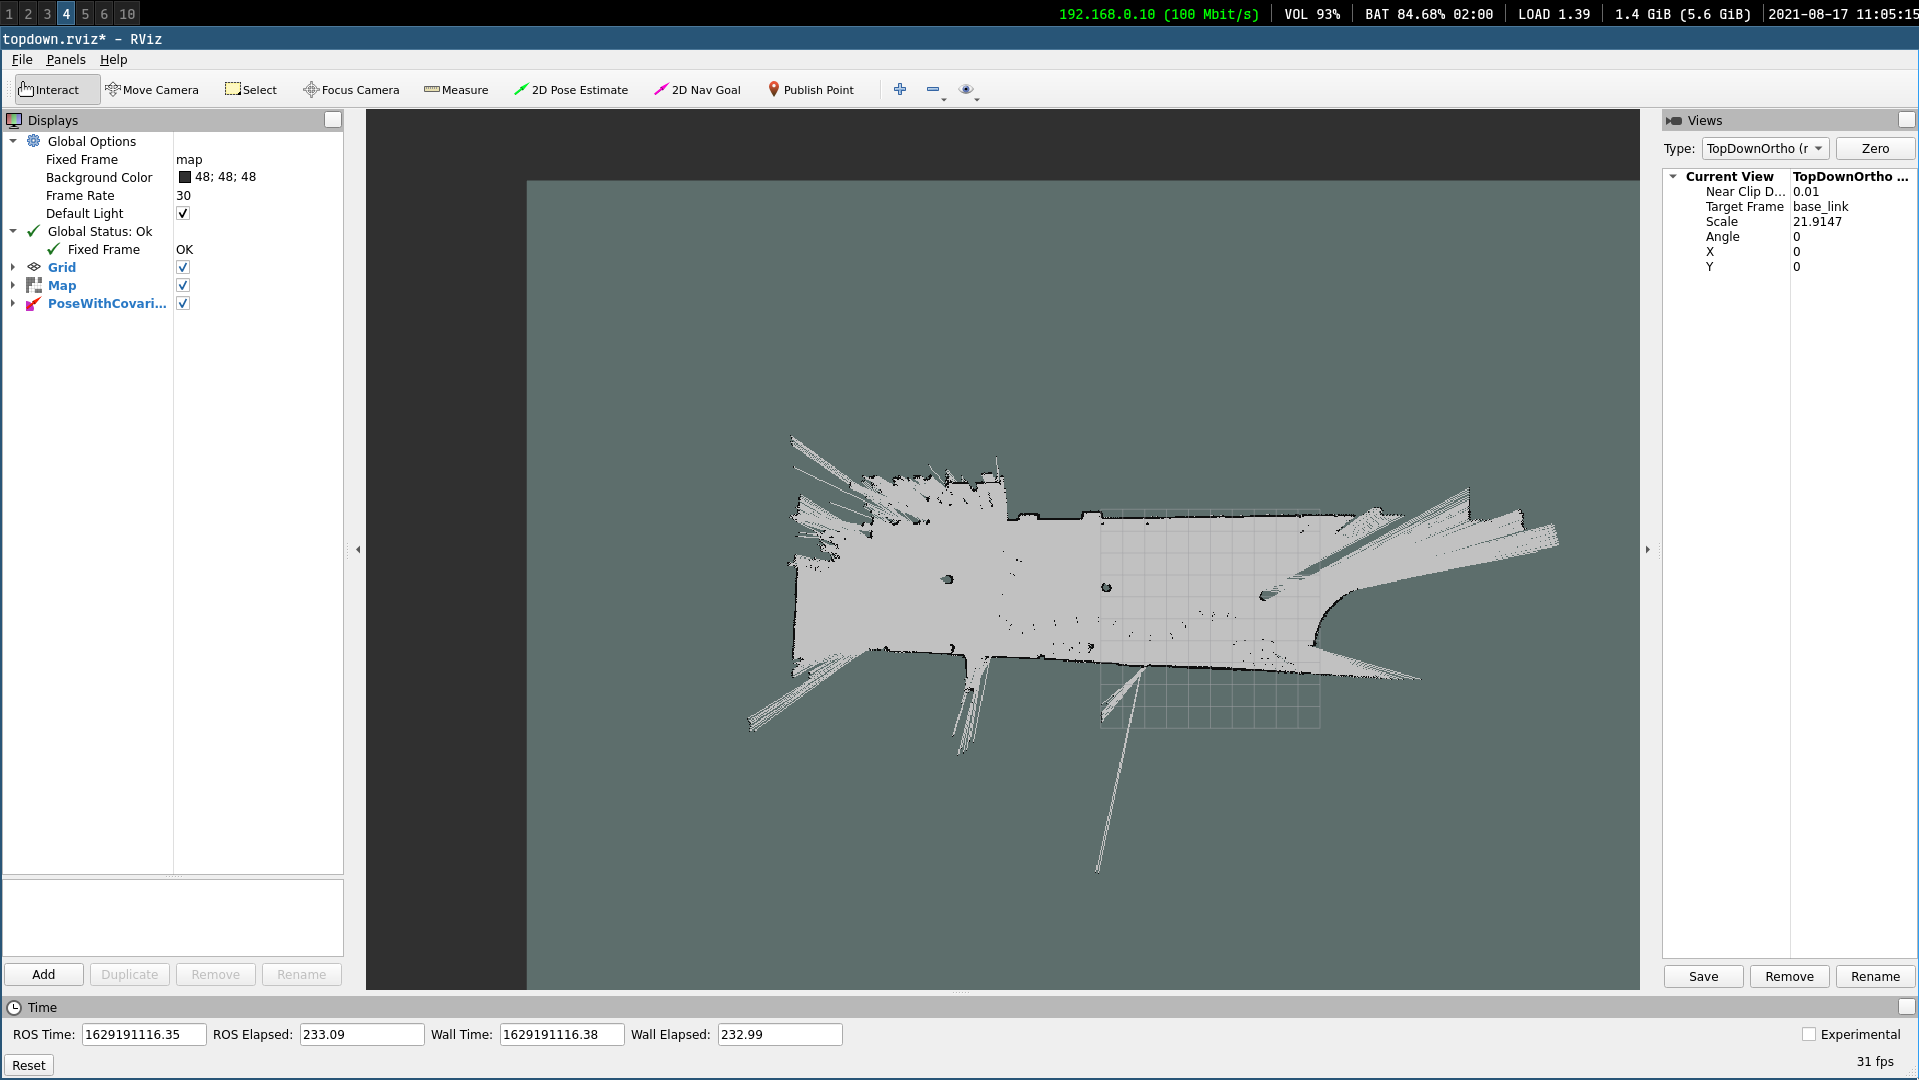 1 2 3 4 5 6 10 192.168.0.10 (100 Mbit/s) VOL 93% BAT 84.68% 02:00 LOAD 1.39 1.4 GiB (5.6 GiB) 2021-08-17 11:05:15
topdown.rviz* - RViz
File Panels Help
Interact Move Camera Select Focus Camera Measure 2D Pose Estimate 2D Nav Goal Publish Point
Displays
Global Options
Fixed Frame map
Background Color 48; 48; 48
Frame Rate 30
Default Light
Global Status: Ok
Fixed Frame OK
Grid
Map
PoseWithCovari...
Add Duplicate Remove Rename
Views
Type: TopDownOrtho (r Zero
Current View TopDownOrtho ...
Near Clip D... 0.01
Target Frame base_link
Scale 21.9147
Angle 0
X 0
Y 0
Save Remove Rename
Time
ROS Time: 1629191116.35 ROS Elapsed: 233.09 Wall Time: 1629191116.38 Wall Elapsed: 232.99 Experimental
Reset 31 fps